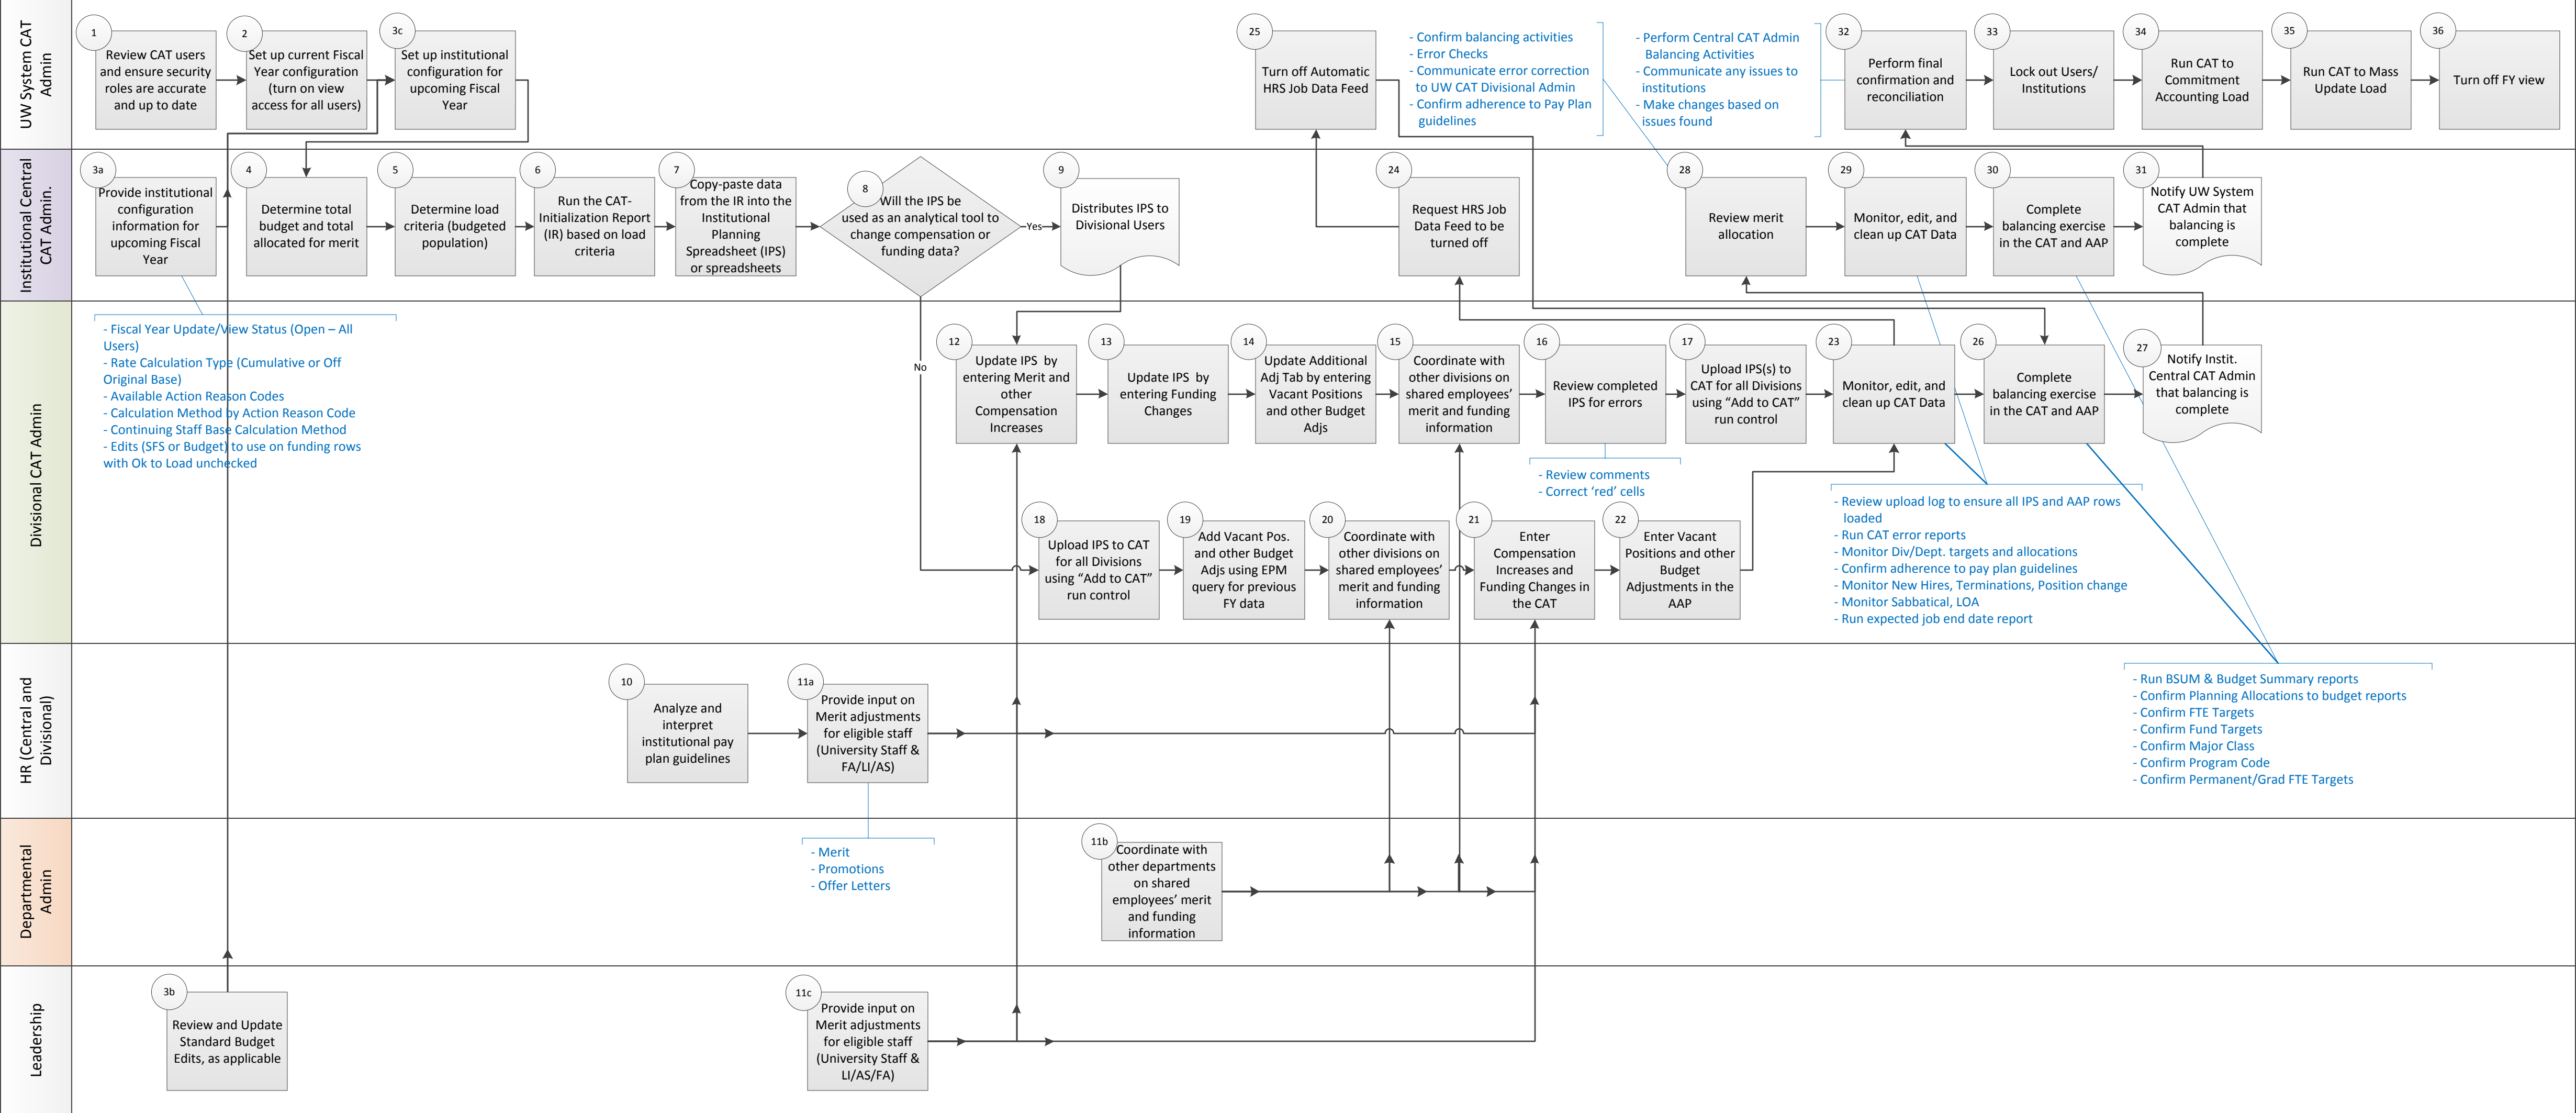 UW System CAT
Admin
1
Review CAT users
and ensure security
roles are accurate
and up to date
2
Set up current Fiscal
Year configuration
(turn on view
access for all users)
3c
Set up institutional
configuration for
upcoming Fiscal
Year
25
Turn off Automatic
HRS Job Data Feed
- Confirm balancing activities
- Error Checks
- Communicate error correction
to UW CAT Divisional Admin
- Confirm adherence to Pay Plan
guidelines
- Perform Central CAT Admin
Balancing Activities
- Communicate any issues to
institutions
- Make changes based on
issues found
32
Perform final
confirmation and
reconciliation
33
Lock out Users/
Institutions
34
Run CAT to
Commitment
Accounting Load
35
Run CAT to Mass
Update Load
36
Turn off FY view
Institutional Central
CAT Admin.
3a
Provide institutional
configuration
information for
upcoming Fiscal
Year
4
Determine total
budget and total
allocated for merit
5
Determine load
criteria (budgeted
population)
6
Run the CAT-
Initialization Report
(IR) based on load
criteria
7
Copy-paste data
from the IR into the
Institutional
Planning
Spreadsheet (IPS)
or spreadsheets
8
Will the IPS be
used as an analytical tool to
change compensation or
funding data?
Yes
No
9
Distributes IPS to
Divisional Users
24
Request HRS Job
Data Feed to be
turned off
28
Review merit
allocation
29
Monitor, edit, and
clean up CAT Data
30
Complete
balancing exercise
in the CAT and AAP
31
Notify UW System
CAT Admin that
balancing is
complete
Divisional CAT Admin
- Fiscal Year Update/View Status (Open – All
Users)
- Rate Calculation Type (Cumulative or Off
Original Base)
- Available Action Reason Codes
- Calculation Method by Action Reason Code
- Continuing Staff Base Calculation Method
- Edits (SFS or Budget) to use on funding rows
with Ok to Load unchecked
12
Update IPS by
entering Merit and
other
Compensation
Increases
13
Update IPS by
entering Funding
Changes
14
Update Additional
Adj Tab by entering
Vacant Positions
and other Budget
Adjs
15
Coordinate with
other divisions on
shared employees’
merit and funding
information
16
Review completed
IPS for errors
- Review comments
- Correct ‘red’ cells
17
Upload IPS(s) to
CAT for all Divisions
using “Add to CAT”
run control
23
Monitor, edit, and
clean up CAT Data
26
Complete
balancing exercise
in the CAT and AAP
27
Notify Instit.
Central CAT Admin
that balancing is
complete
18
Upload IPS to CAT
for all Divisions
using “Add to CAT”
run control
19
Add Vacant Pos.
and other Budget
Adjs using EPM
query for previous
FY data
20
Coordinate with
other divisions on
shared employees’
merit and funding
information
21
Enter
Compensation
Increases and
Funding Changes in
the CAT
22
Enter Vacant
Positions and other
Budget
Adjustments in the
AAP
- Review upload log to ensure all IPS and AAP rows
loaded
- Run CAT error reports
- Monitor Div/Dept. targets and allocations
- Confirm adherence to pay plan guidelines
- Monitor New Hires, Terminations, Position change
- Monitor Sabbatical, LOA
- Run expected job end date report
HR (Central and
Divisional)
10
Analyze and
interpret
institutional pay
plan guidelines
11a
Provide input on
Merit adjustments
for eligible staff
(University Staff &
FA/LI/AS)
- Run BSUM & Budget Summary reports
- Confirm Planning Allocations to budget reports
- Confirm FTE Targets
- Confirm Fund Targets
- Confirm Major Class
- Confirm Program Code
- Confirm Permanent/Grad FTE Targets
Departmental
Admin
- Merit
- Promotions
- Offer Letters
11b
Coordinate with
other departments
on shared
employees’ merit
and funding
information
Leadership
3b
Review and Update
Standard Budget
Edits, as applicable
11c
Provide input on
Merit adjustments
for eligible staff
(University Staff &
LI/AS/FA)